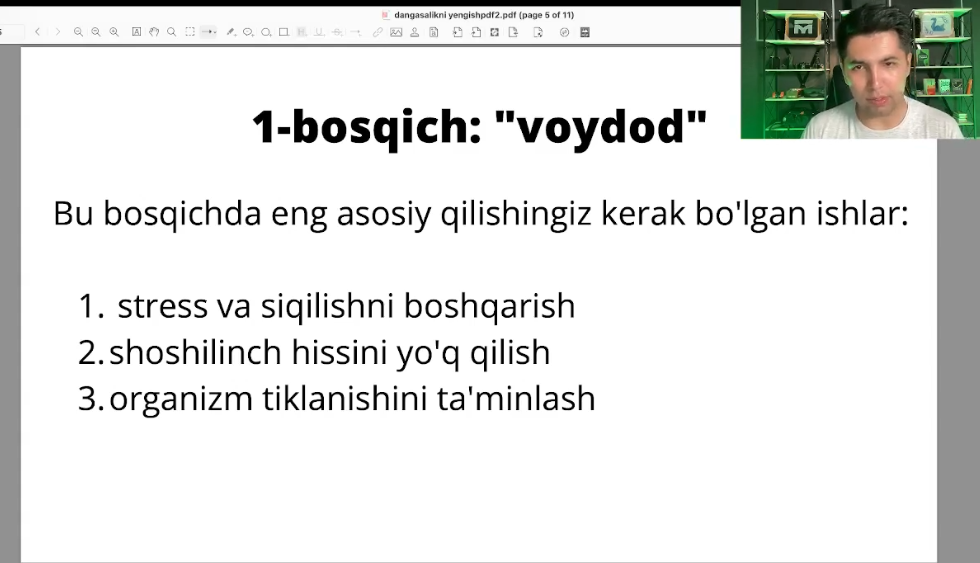 dangasalikni yengishpdf2.pdf (page 5 of 11)
1-bosqich: "voydod"
Bu bosqichda eng asosiy qilishingiz kerak bo'lgan ishlar:
1. stress va siqilishni boshqarish
2. shoshilinch hissini yo'q qilish
3. organizm tiklanishini ta'minlash